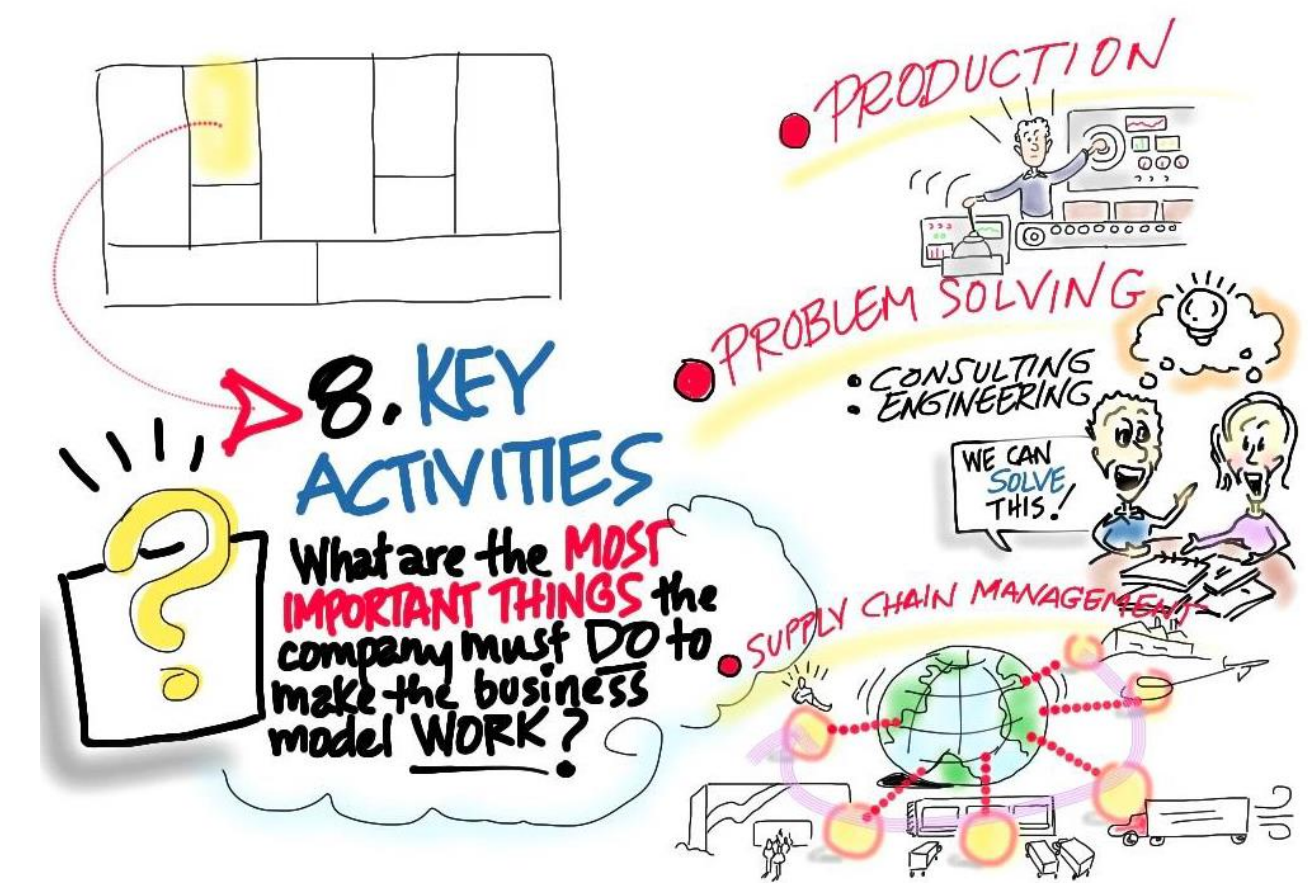 8. KEY
ACTIVITIES
What are the MOST
IMPORTANT THINGS the
company must DO to
make the business
model WORK?
PRODUCTION
PROBLEM SOLVING
• CONSULTING
• ENGINEERING
WE CAN
SOLVE
THIS!
SUPPLY CHAIN MANAGEMENT